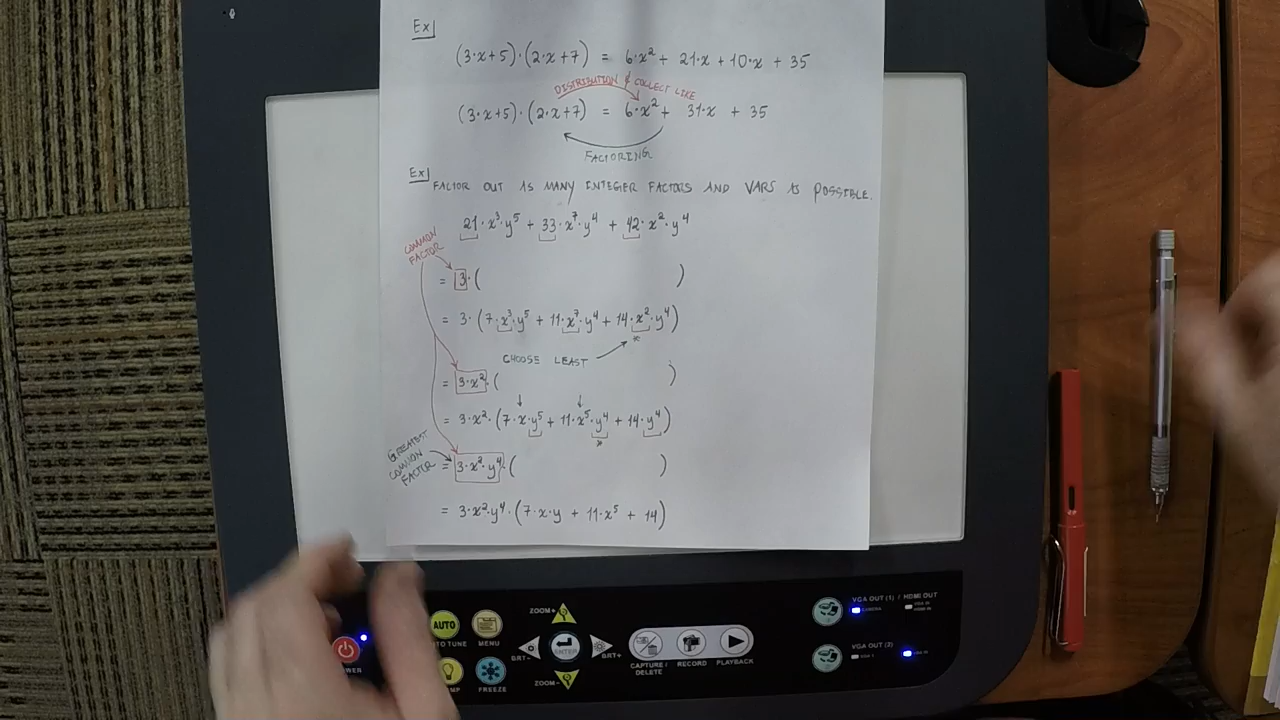 Ex
(3·x+5)·(2·x+7) = 6·x²+ 21·x + 10·x + 35
DISTRIBUTION & COLLECT LIKE
(3·x+5)·(2·x+7) = 6·x²+ 31·x + 35
FACTORING
Ex FACTOR OUT AS MANY INTEGER FACTORS AND VARS AS POSSIBLE.
21·x³·y⁵ + 33·x⁷·y⁴ + 42·x²·y⁴
COMMON
FACTOR
= 3·( )
= 3·(7·x³·y⁵ + 11·x⁷·y⁴ + 14·x²·y⁴)
*
CHOOSE LEAST
= 3·x²·( )
= 3·x²·(7·x·y⁵ + 11·x⁵·y⁴ + 14·y⁴)
*
GREATEST
COMMON
FACTOR
= 3·x²·y⁴·( )
= 3·x²y⁴·(7·x·y + 11·x⁵ + 14)
AUTO
MENU
ZOOM+
BRT-
ENTER
BRT+
ZOOM-
FREEZE
CAPTURE /
DELETE
RECORD
PLAYBACK
VGA OUT (1) / HDMI OUT
CAMERA
VGA OUT (2)